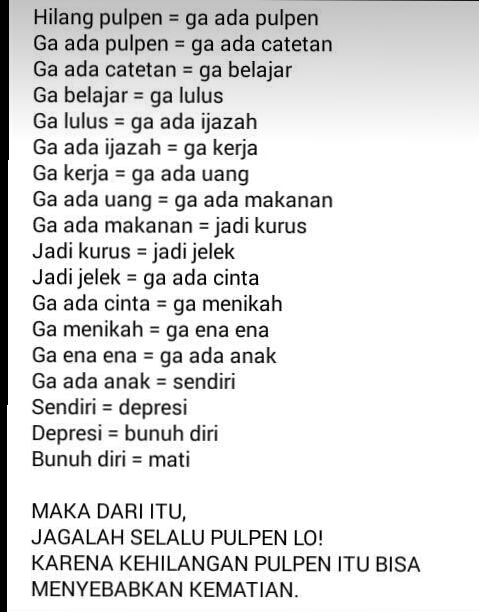 Hilang pulpen = ga ada pulpen
Ga ada pulpen = ga ada catetan
Ga ada catetan = ga belajar
Ga belajar = ga lulus
Ga lulus = ga ada ijazah
Ga ada ijazah = ga kerja
Ga kerja = ga ada uang
Ga ada uang = ga ada makanan
Ga ada makanan = jadi kurus
Jadi kurus = jadi jelek
Jadi jelek = ga ada cinta
Ga ada cinta = ga menikah
Ga menikah = ga ena ena
Ga ena ena = ga ada anak
Ga ada anak = sendiri
Sendiri = depresi
Depresi = bunuh diri
Bunuh diri = mati
MAKA DARI ITU,
JAGALAH SELALU PULPEN LO!
KARENA KEHILANGAN PULPEN ITU BISA
MENYEBABKAN KEMATIAN.